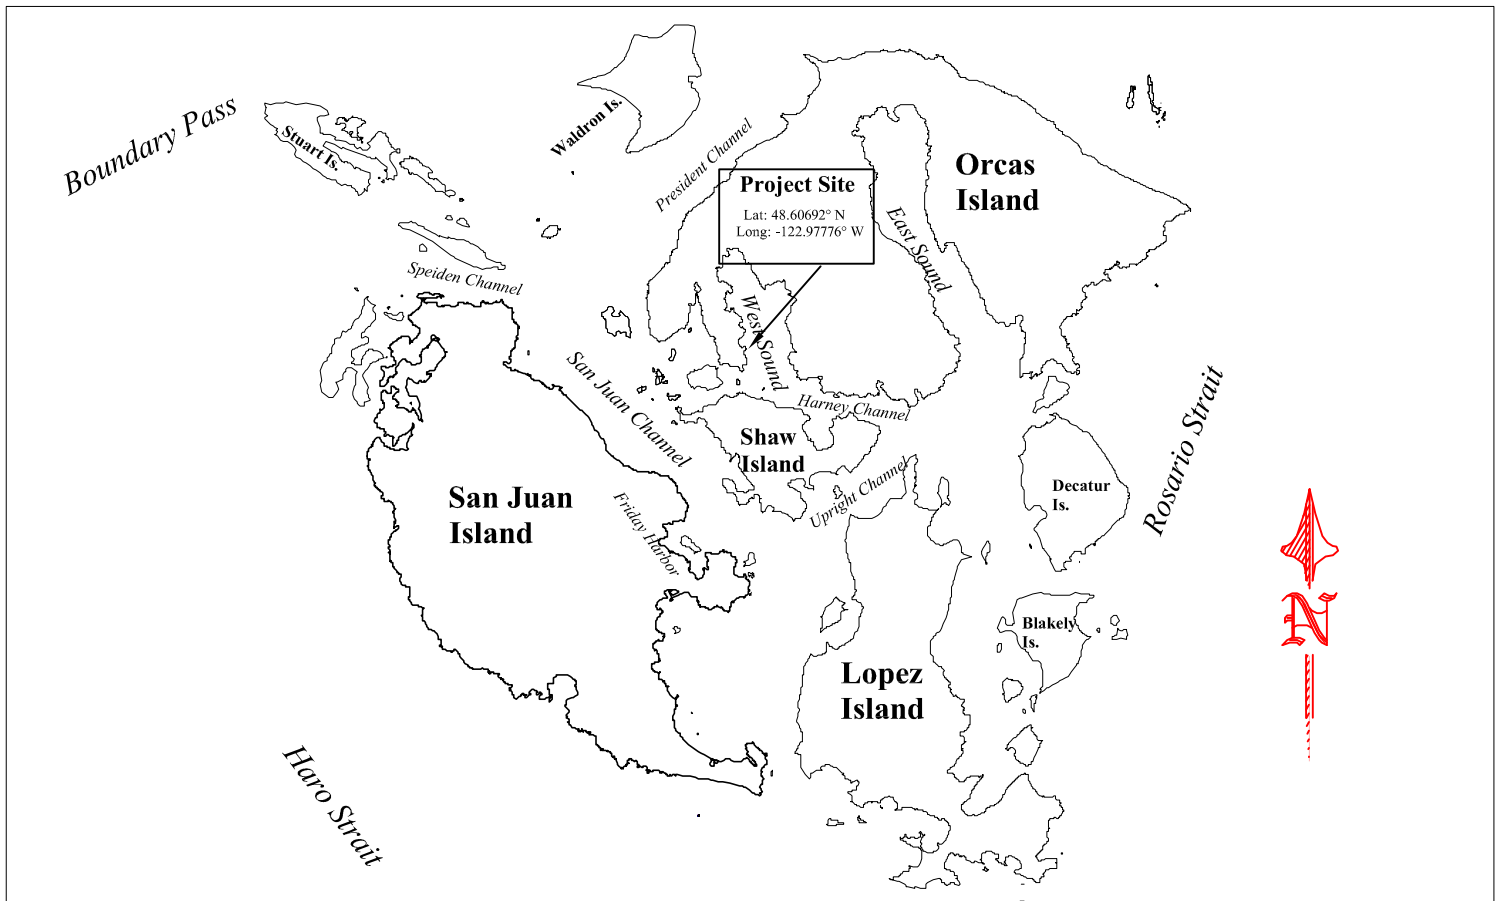 Boundary Pass
Stuart Is.
Waldron Is.
President Channel
Project Site
Lat: 48.60692° N
Long: -122.97776° W
Orcas
Island
East Sound
West Sound
Speiden Channel
San Juan Channel
Harney Channel
Shaw
Island
Upright Channel
San Juan
Island
Friday Harbor
Decatur
Is.
Rosario Strait
Blakely
Is.
Lopez
Island
Haro Strait
N